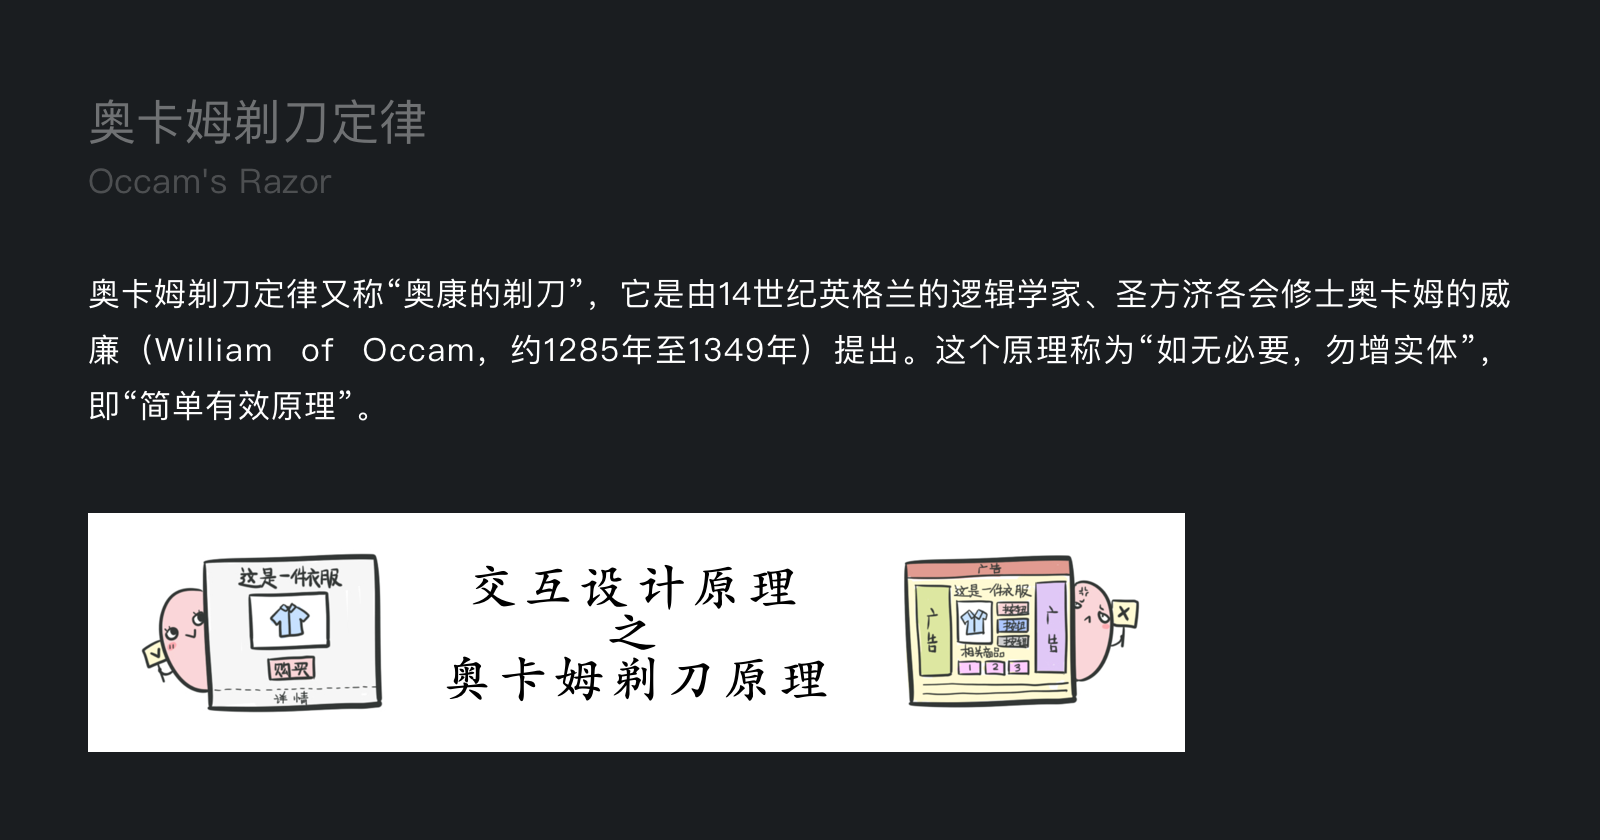 奥卡姆剃刀定律
Occam's Razor
奥卡姆剃刀定律又称“奥康的剃刀”，它是由14世纪英格兰的逻辑学家、圣方济各会修士奥卡姆的威
廉（William of Occam，约1285年至1349年）提出。这个原理称为“如无必要，勿增实体”，
即“简单有效原理”。
这是一件衣服
购买
详情
交互设计原理
之
奥卡姆剃刀原理
广告
广告
这是一件衣服
按钮
按钮
按钮
相关商品
1 2 3
广告